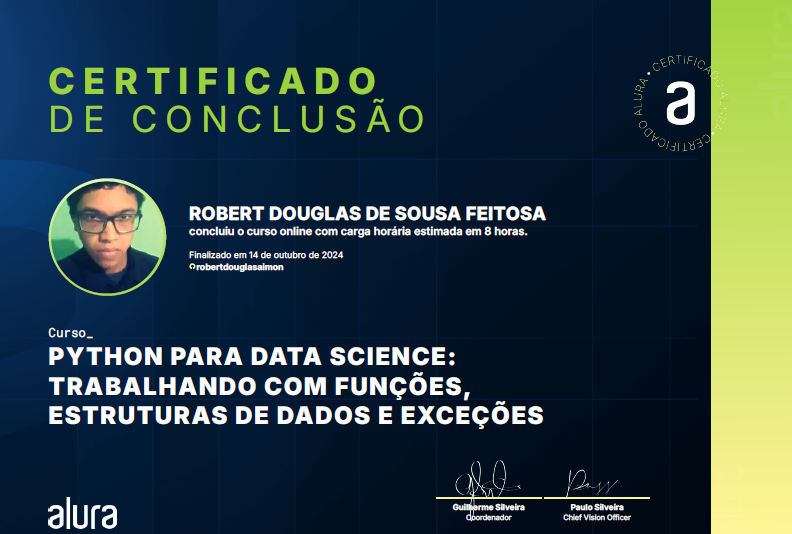 CERTIFICADO
DE CONCLUSÃO
CERTIFICADO ALURA • CERTIFICADO ALURA •
a
ROBERT DOUGLAS DE SOUSA FEITOSA
concluiu o curso online com carga horária estimada em 8 horas.
Finalizado em 14 de outubro de 2024
robertdouglasaimon
Curso_
PYTHON PARA DATA SCIENCE:
TRABALHANDO COM FUNÇÕES,
ESTRUTURAS DE DADOS E EXCEÇÕES
Guilherme Silveira
Coordenador
Paulo Silveira
Chief Vision Officer
alura